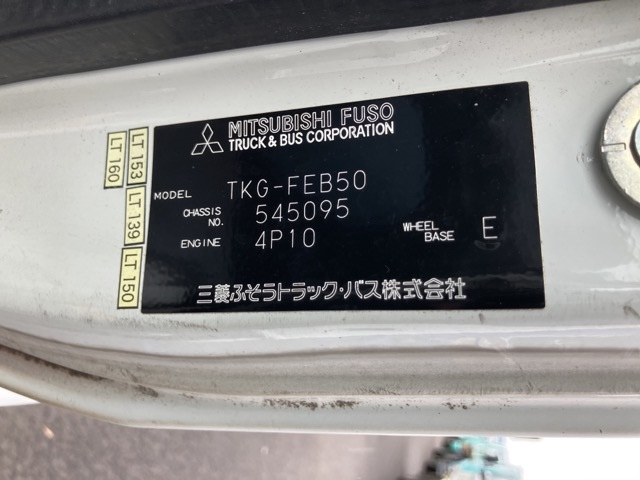 MITSUBISHI FUSO
TRUCK & BUS CORPORATION
MODEL TKG-FEB50
CHASSIS NO. 545095
ENGINE 4P10
WHEEL BASE E
三菱ふそうトラック・バス株式会社
LT 160
LT 153
LT 139
LT 150